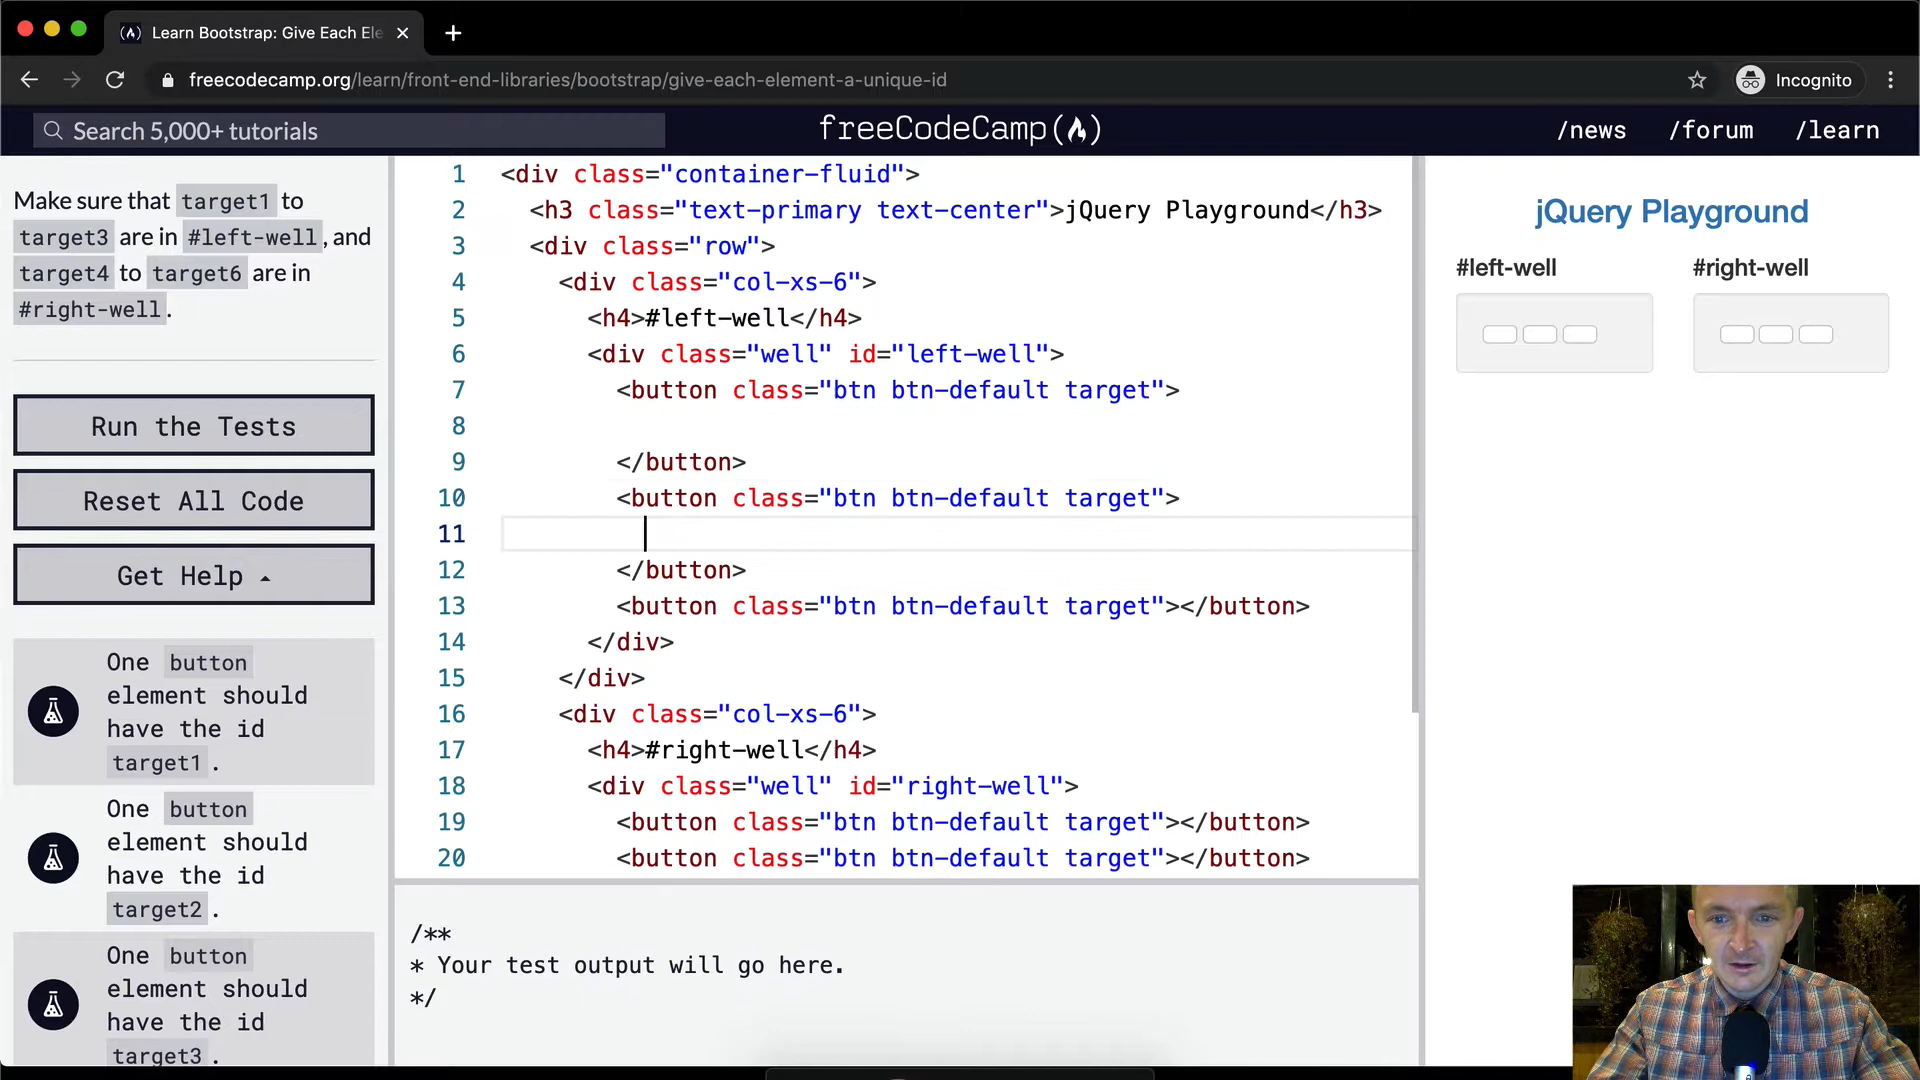 Learn Bootstrap: Give Each Ele
freecodecamp.org/learn/front-end-libraries/bootstrap/give-each-element-a-unique-id
Incognito
Search 5,000+ tutorials
freeCodeCamp
/news
/forum
/learn
Make sure that target1 to
target3 are in #left-well, and
target4 to target6 are in
#right-well.
Run the Tests
Reset All Code
Get Help
One button
element should
have the id
target1.
One button
element should
have the id
target2.
One button
element should
have the id
target3.
1 <div class="container-fluid">
2 <h3 class="text-primary text-center">jQuery Playground</h3>
3 <div class="row">
4 <div class="col-xs-6">
5 <h4>#left-well</h4>
6 <div class="well" id="left-well">
7 <button class="btn btn-default target">
8
9 </button>
10 <button class="btn btn-default target">
11
12 </button>
13 <button class="btn btn-default target"></button>
14 </div>
15 </div>
16 <div class="col-xs-6">
17 <h4>#right-well</h4>
18 <div class="well" id="right-well">
19 <button class="btn btn-default target"></button>
20 <button class="btn btn-default target"></button>
/**
* Your test output will go here.
*/
jQuery Playground
#left-well
#right-well